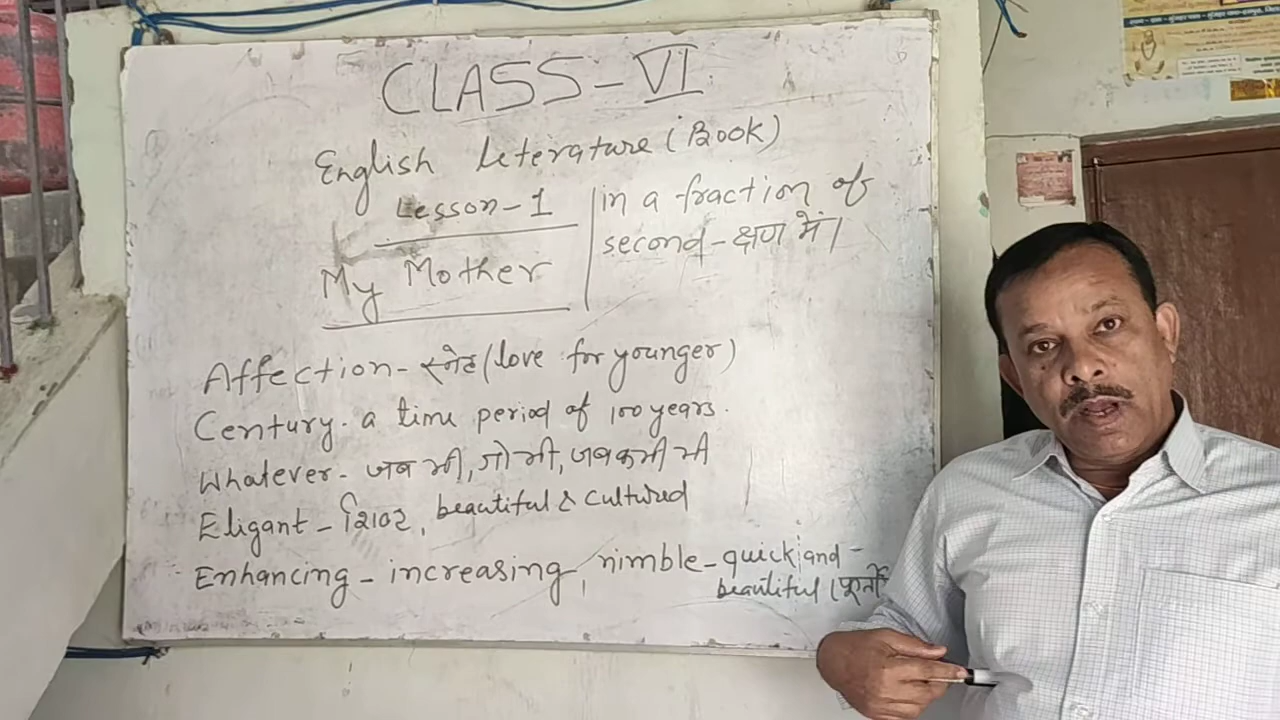 CLASS-VI
English Leterature (Book)
Lesson-1
My Mother
in a fraction of
second-क्षण में।
Affection-स्नेह/love for younger)
Century. a time period of 100 years.
Whatever-जब भी, जो भी, जब कभी भी
Eligant-शिष्ट, beautiful & cultured
Enhancing-increasing, nimble-quick and-
beautiful।